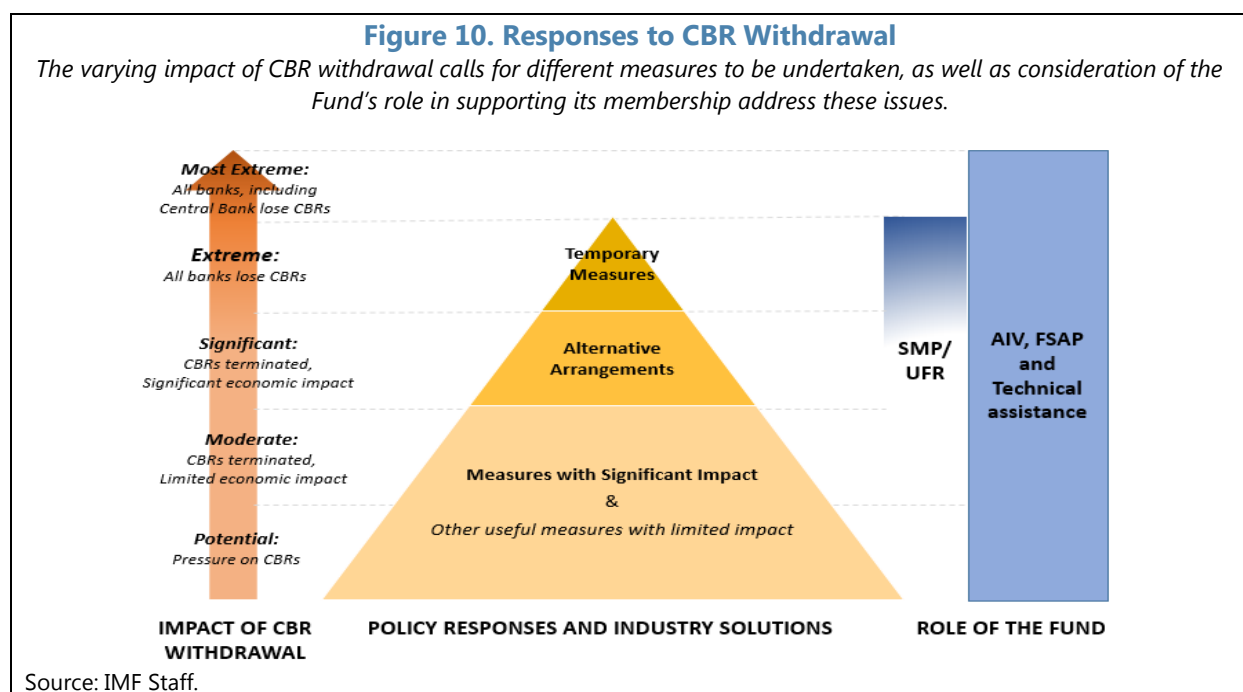 Figure 10. Responses to CBR Withdrawal
The varying impact of CBR withdrawal calls for different measures to be undertaken, as well as consideration of the
Fund's role in supporting its membership address these issues.
Most Extreme:
All banks, including
Central Bank lose CBRs
Extreme:
All banks lose CBRs
Significant:
CBRs terminated,
Significant economic impact
Moderate:
CBRs terminated,
Limited economic impact
Potential:
Pressure on CBRs
IMPACT OF CBR
WITHDRAWAL
Temporary
Measures
Alternative
Arrangements
Measures with Significant Impact
&
Other useful measures with limited impact
POLICY RESPONSES AND INDUSTRY SOLUTIONS
SMP/
UFR
AIV, FSAP
and
Technical
assistance
ROLE OF THE FUND
Source: IMF Staff.